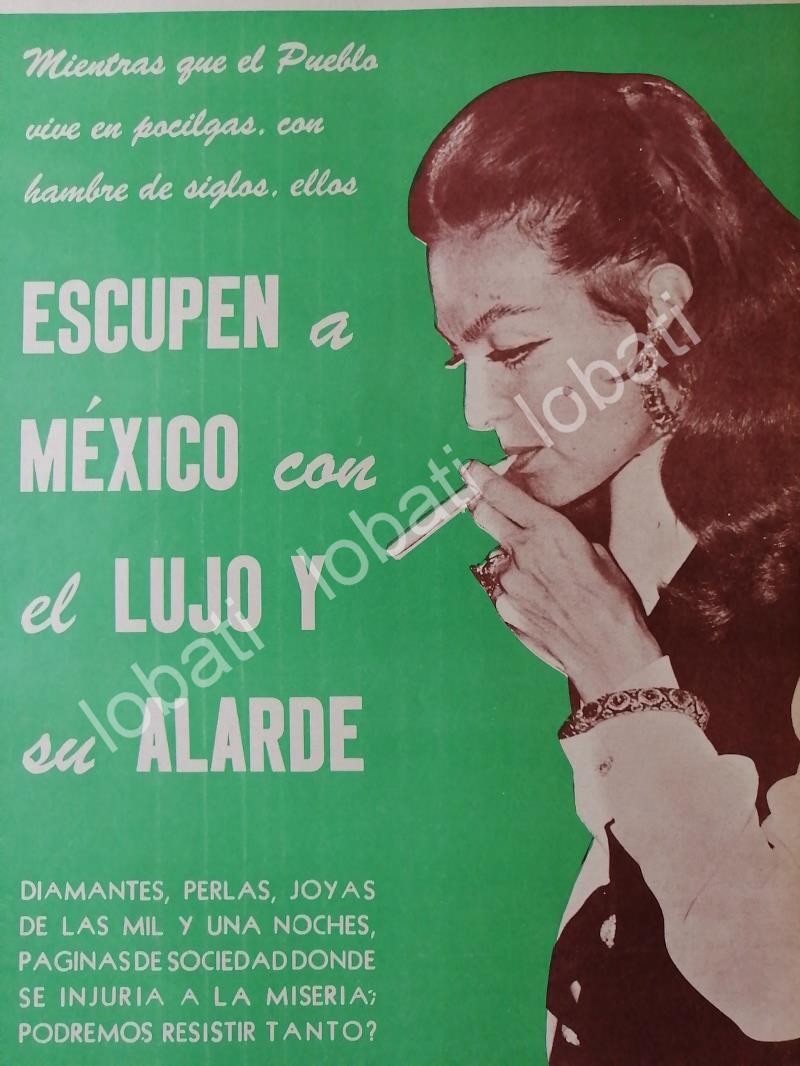 Mientras que el Pueblo
vive en pocilgas, con
hambre de siglos, ellos
ESCUPEN a
MÉXICO con
el LUJO Y
su ALARDE
DIAMANTES, PERLAS, JOYAS
DE LAS MIL Y UNA NOCHES,
PAGINAS DE SOCIEDAD DONDE
SE INJURIA A LA MISERIA;
PODREMOS RESISTIR TANTO?
lobati
lobati
lobati